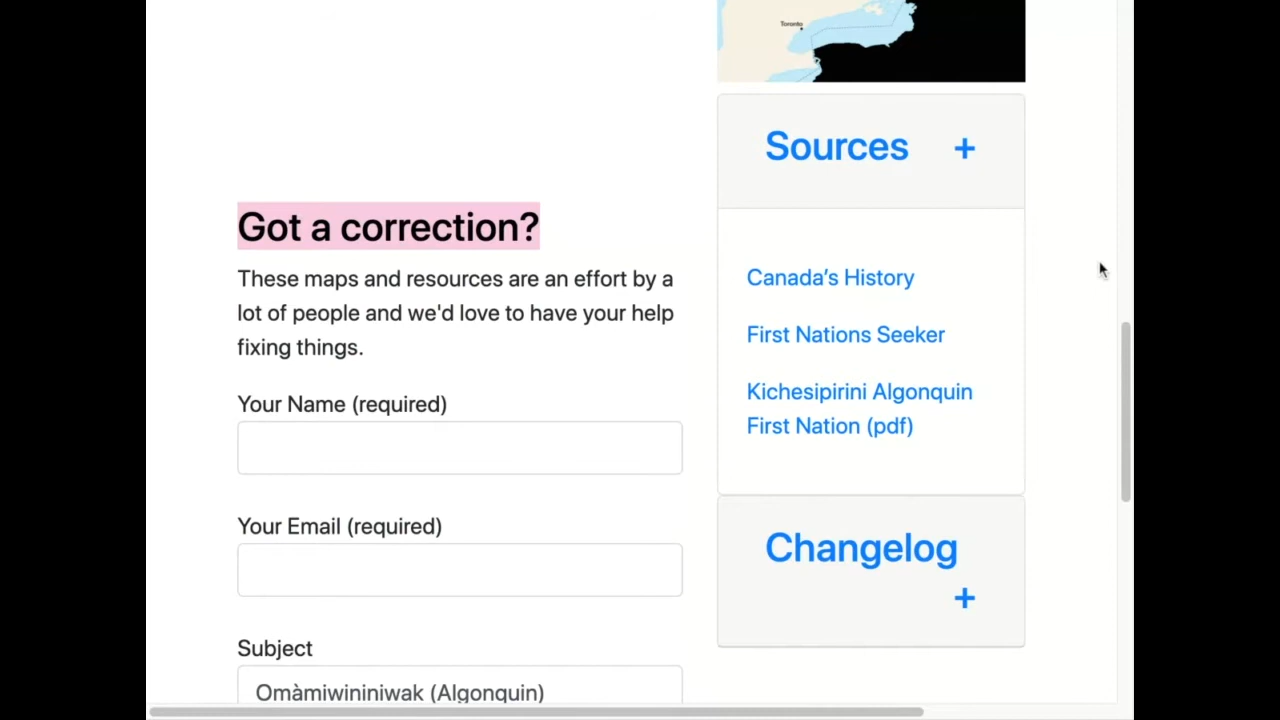 Toronto
Sources +
Got a correction?
These maps and resources are an effort by a
lot of people and we'd love to have your help
fixing things.
Your Name (required)
Your Email (required)
Subject
Omàmiwininiwak (Algonquin)
Canada’s History
First Nations Seeker
Kichesipirini Algonquin
First Nation (pdf)
Changelog
+